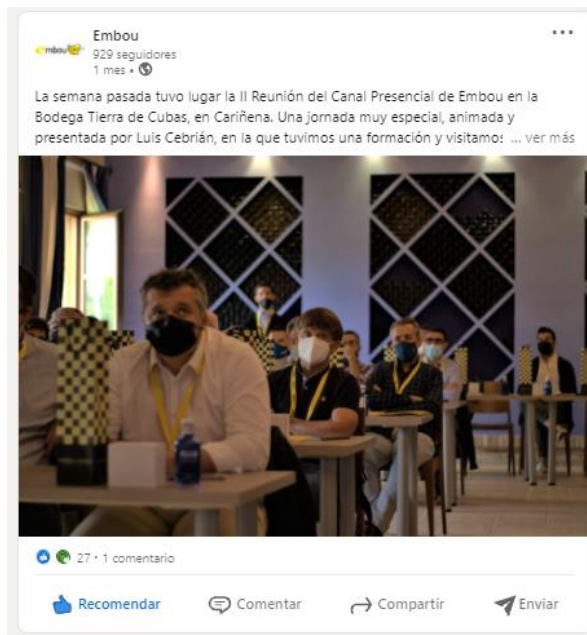 embou
Embou
929 seguidores
1 mes •
La semana pasada tuvo lugar la II Reunión del Canal Presencial de Embou en la
Bodega Tierra de Cubas, en Cariñena. Una jornada muy especial, animada y
presentada por Luis Cebrián, en la que tuvimos una formación y visitamos ... ver más
27 • 1 comentario
Recomendar
Comentar
Compartir
Enviar